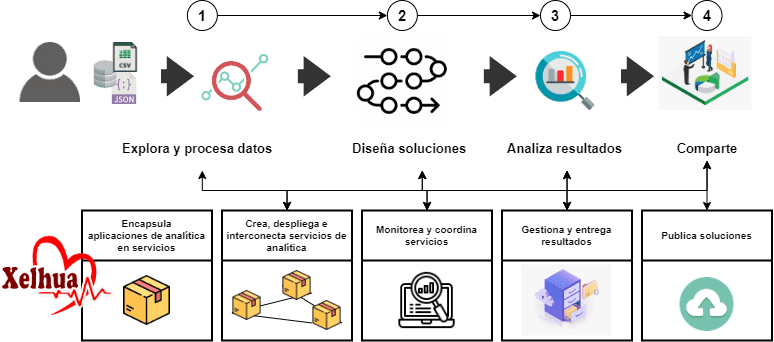 1
2
3
4
CSV
JSON
Explora y procesa datos
Diseña soluciones
Analiza resultados
Comparte
Encapsula
aplicaciones de analítica
en servicios
Crea, despliega e
interconecta servicios de
analítica
Monitorea y coordina
servicios
Gestiona y entrega
resultados
Publica soluciones
Xelhua